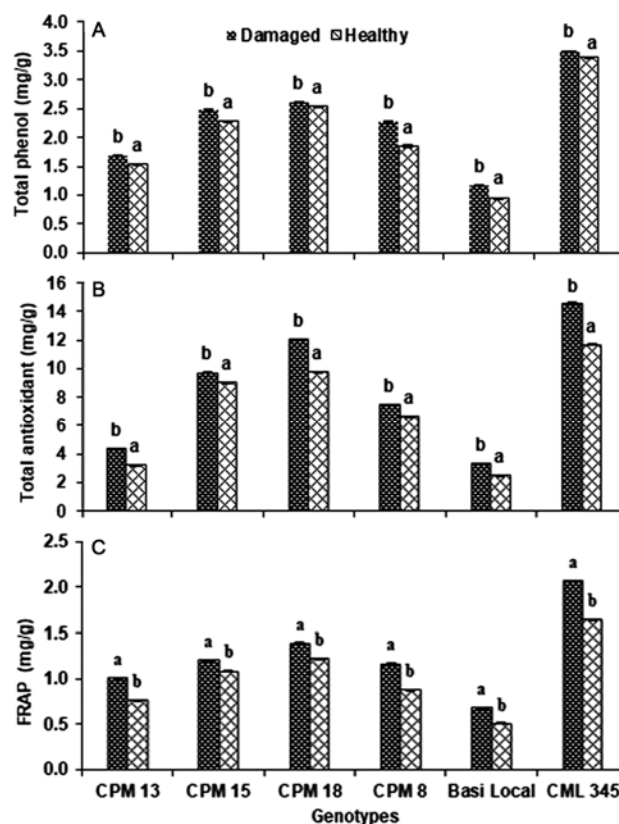 A
Damaged Healthy
Total phenol (mg/g)
4.0
3.5
3.0
2.5
2.0
1.5
1.0
0.5
0.0
b a b a b a b a b a b a
B
Total antioxidant (mg/g)
16
14
12
10
8
6
4
2
0
b a b a b a b a b a b a
C
FRAP (mg/g)
2.5
2.0
1.5
1.0
0.5
0.0
a b a b a b a b a b a b
CPM 13 CPM 15 CPM 18 CPM 8 Basi Local CML 345
Genotypes